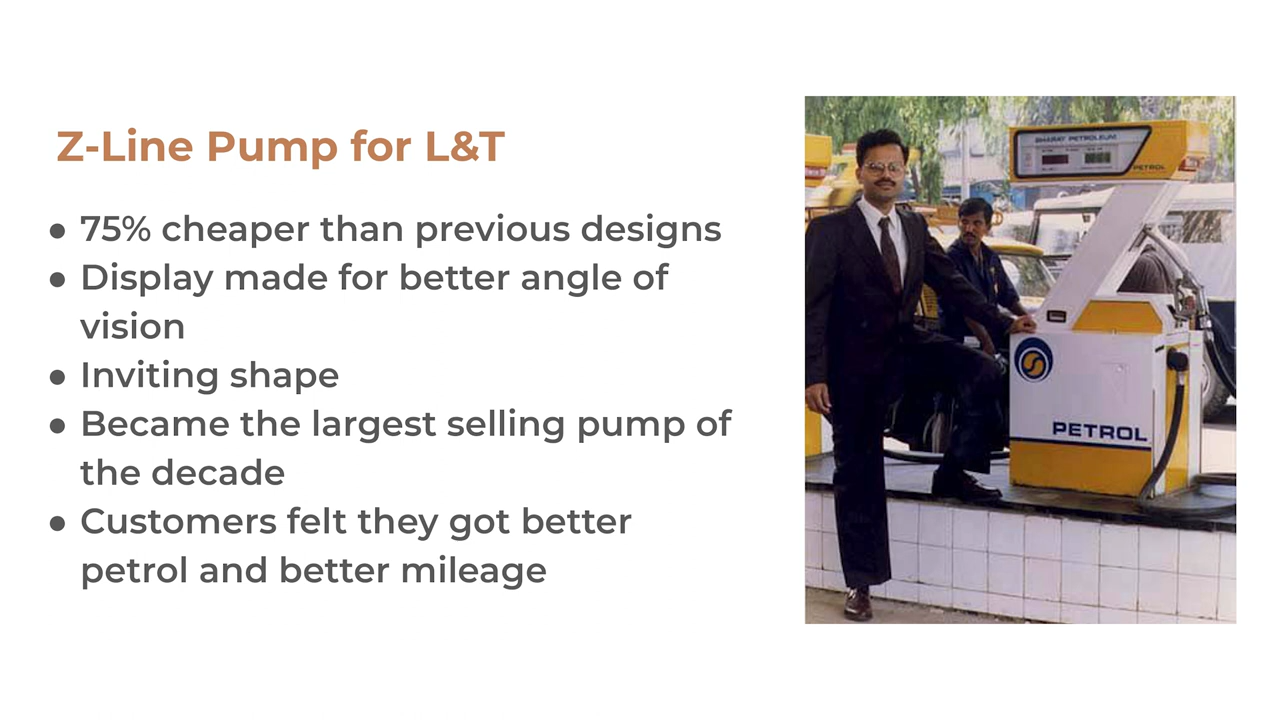 Z-Line Pump for L&T
● 75% cheaper than previous designs
● Display made for better angle of
vision
● Inviting shape
● Became the largest selling pump of
the decade
● Customers felt they got better
petrol and better mileage
BHARAT PETROLEUM
PETROL
PETROL